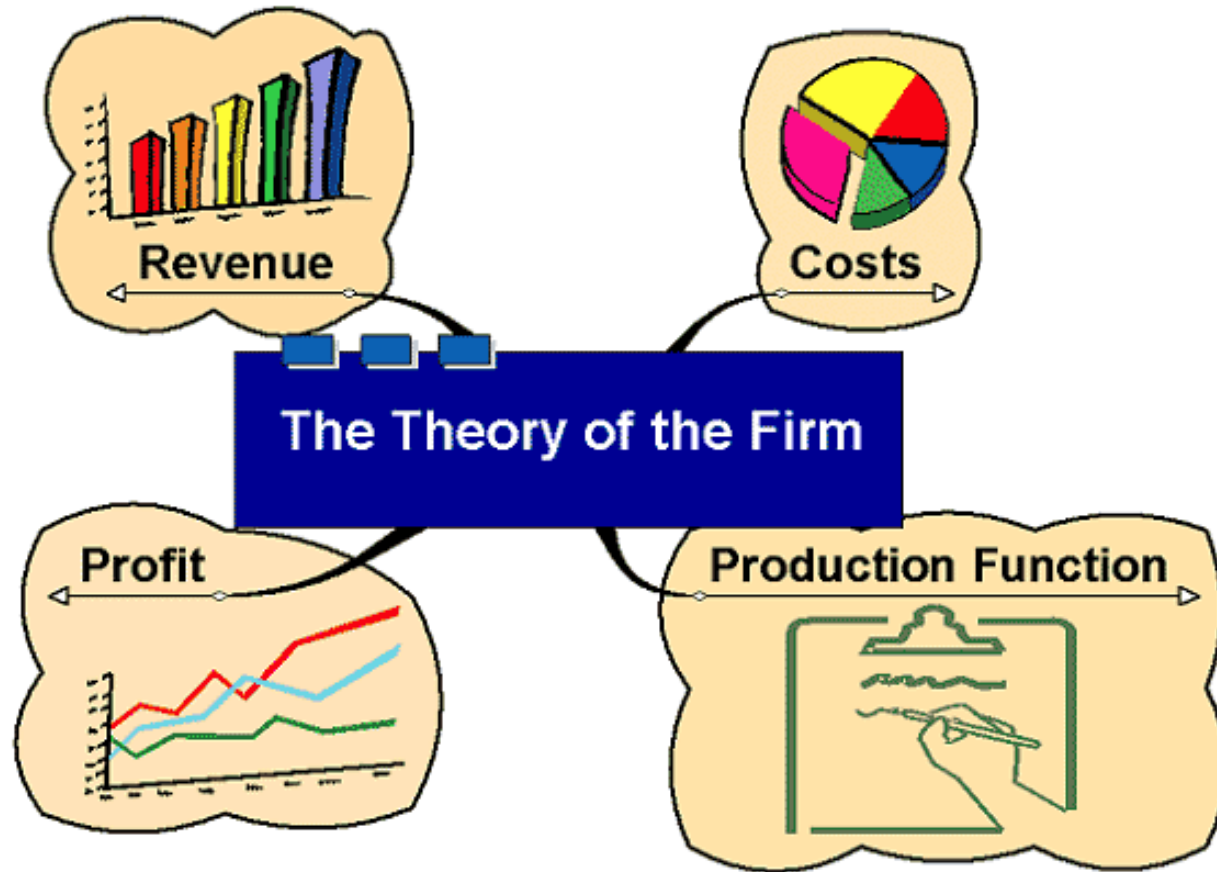 Revenue
Costs
The Theory of the Firm
Profit
Production Function